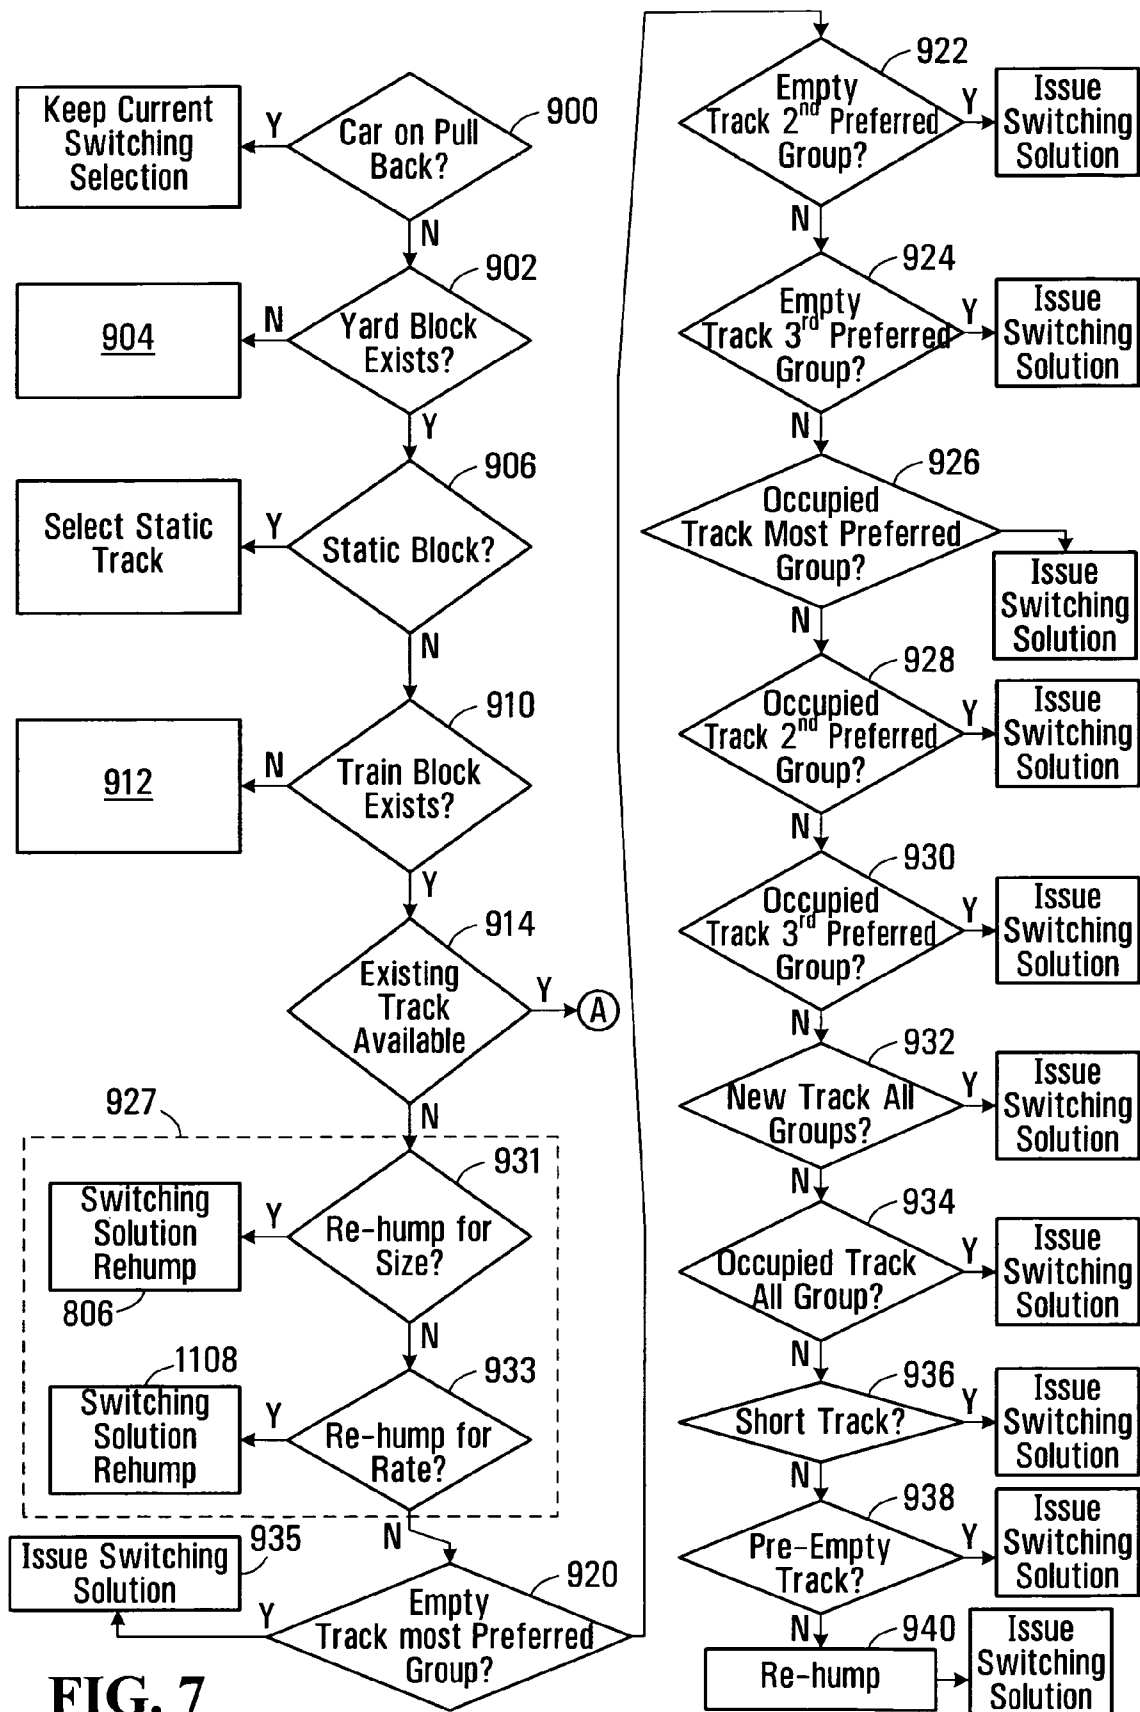 Keep Current
Switching
Selection
Y
Car on Pull
Back?
900
N
902
904
N
Yard Block
Exists?
Y
906
Select Static
Track
Y
Static Block?
N
910
912
N
Train Block
Exists?
Y
914
Existing
Track
Available
Y
A
N
927
931
Switching
Solution
Rehump
Y
Re-hump for
Size?
806
N
1108
933
Switching
Solution
Rehump
Y
Re-hump for
Rate?
N
935
Issue Switching
Solution
Y
920
Empty
Track most Preferred
Group?
922
Empty
Track 2nd Preferred
Group?
Y
Issue
Switching
Solution
N
924
Empty
Track 3rd Preferred
Group?
Y
Issue
Switching
Solution
N
926
Occupied
Track Most Preferred
Group?
Issue
Switching
Solution
N
928
Occupied
Track 2nd Preferred
Group?
Y
Issue
Switching
Solution
N
930
Occupied
Track 3rd Preferred
Group?
Y
Issue
Switching
Solution
N
932
New Track All
Groups?
Y
Issue
Switching
Solution
N
934
Occupied Track
All Group?
Y
Issue
Switching
Solution
N
936
Short Track?
Y
Issue
Switching
Solution
N
938
Pre-Empty
Track?
Y
Issue
Switching
Solution
N
940
Re-hump
Issue
Switching
Solution
FIG. 7